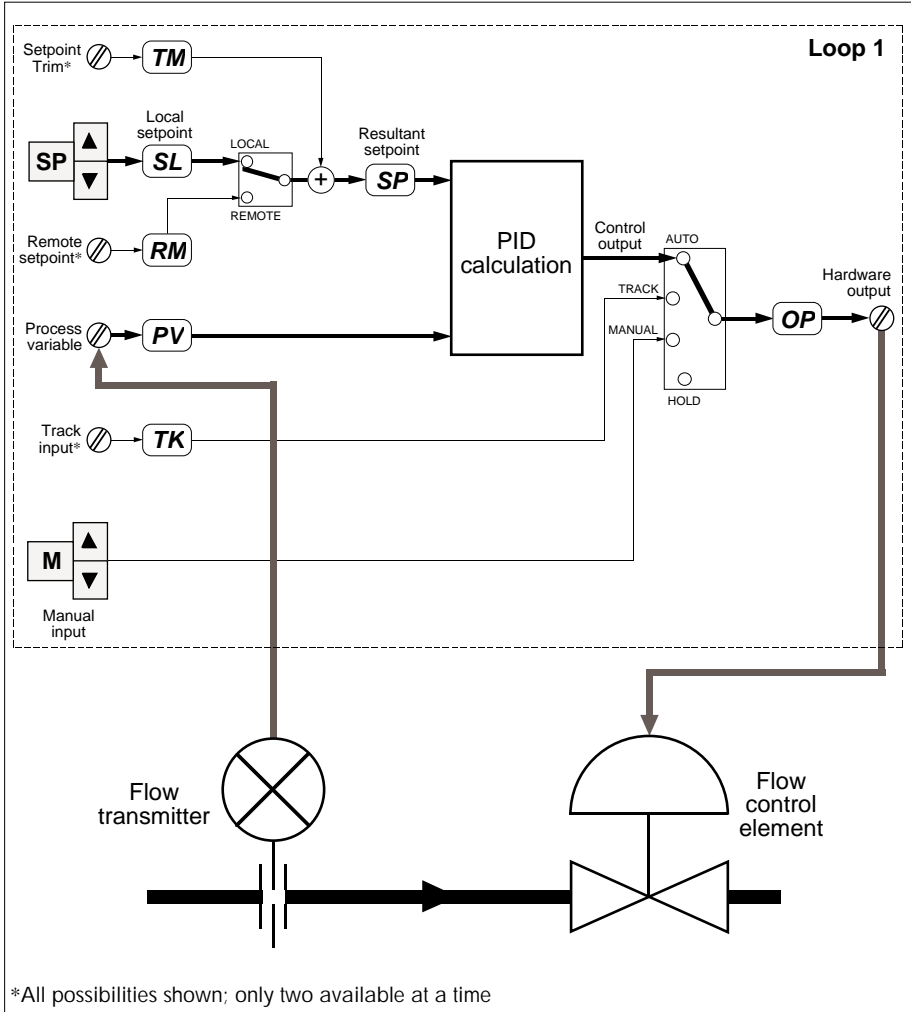 Loop 1
Setpoint
Trim*
TM
Local
setpoint
SP
SL
LOCAL
REMOTE
+
Resultant
setpoint
SP
Remote
setpoint*
RM
PID
calculation
Control
output
AUTO
TRACK
MANUAL
HOLD
Hardware
output
OP
Process
variable
PV
Track
input*
TK
M
Manual
input
Flow
transmitter
Flow
control
element
*All possibilities shown; only two available at a time